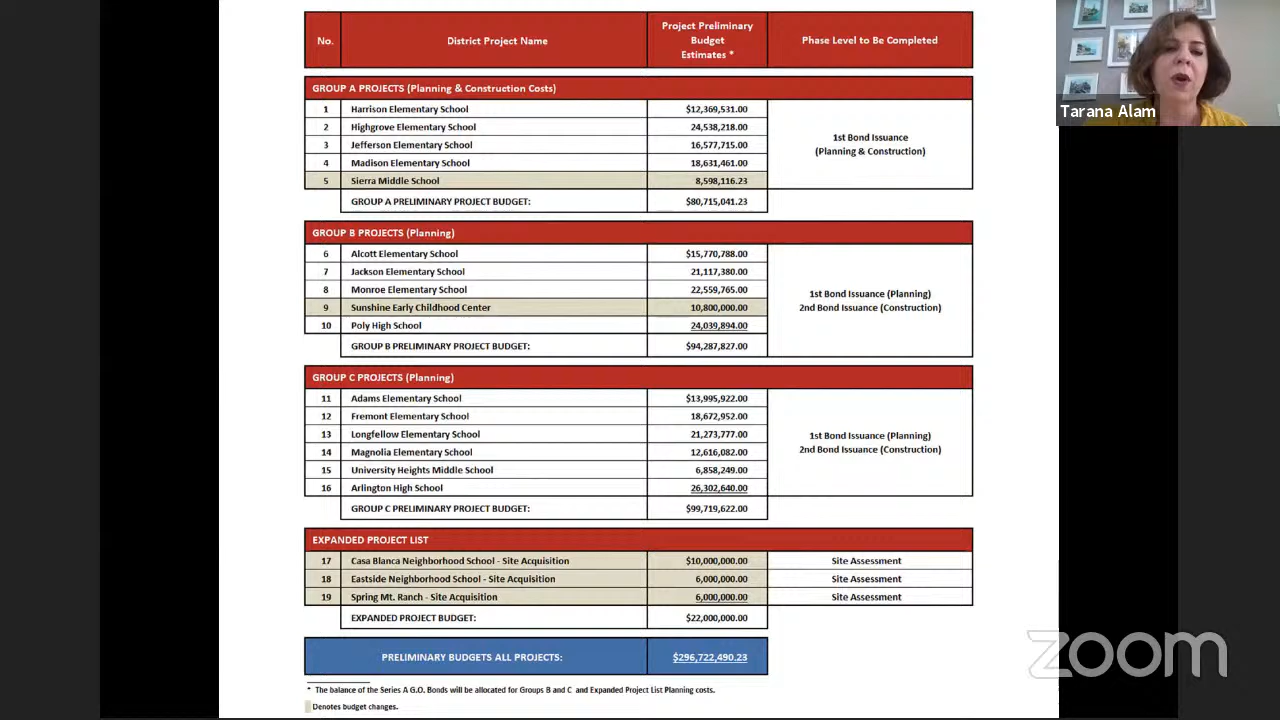 No. District Project Name Project Preliminary Budget Estimates * Phase Level to Be Completed
GROUP A PROJECTS (Planning & Construction Costs)
1 Harrison Elementary School $12,369,531.00
2 Highgrove Elementary School 24,538,218.00
3 Jefferson Elementary School 16,577,715.00
4 Madison Elementary School 18,631,461.00
5 Sierra Middle School 8,598,116.23
1st Bond Issuance
(Planning & Construction)
GROUP A PRELIMINARY PROJECT BUDGET: $80,715,041.23
GROUP B PROJECTS (Planning)
6 Alcott Elementary School $15,770,788.00
7 Jackson Elementary School 21,117,380.00
8 Monroe Elementary School 22,559,765.00
9 Sunshine Early Childhood Center 10,800,000.00
10 Poly High School 24,039,894.00
1st Bond Issuance (Planning)
2nd Bond Issuance (Construction)
GROUP B PRELIMINARY PROJECT BUDGET: $94,287,827.00
GROUP C PROJECTS (Planning)
11 Adams Elementary School $13,995,922.00
12 Fremont Elementary School 18,672,952.00
13 Longfellow Elementary School 21,273,777.00
14 Magnolia Elementary School 12,616,082.00
15 University Heights Middle School 6,858,249.00
16 Arlington High School 26,302,640.00
1st Bond Issuance (Planning)
2nd Bond Issuance (Construction)
GROUP C PRELIMINARY PROJECT BUDGET: $99,719,622.00
EXPANDED PROJECT LIST
17 Casa Blanca Neighborhood School - Site Acquisition $10,000,000.00 Site Assessment
18 Eastside Neighborhood School - Site Acquisition 6,000,000.00 Site Assessment
19 Spring Mt. Ranch - Site Acquisition 6,000,000.00 Site Assessment
EXPANDED PROJECT BUDGET: $22,000,000.00
PRELIMINARY BUDGETS ALL PROJECTS: $296,722,490.23
* The balance of the Series A G.O. Bonds will be allocated for Groups B and C and Expanded Project List Planning costs.
Denotes budget changes.
Tarana Alam
zoom